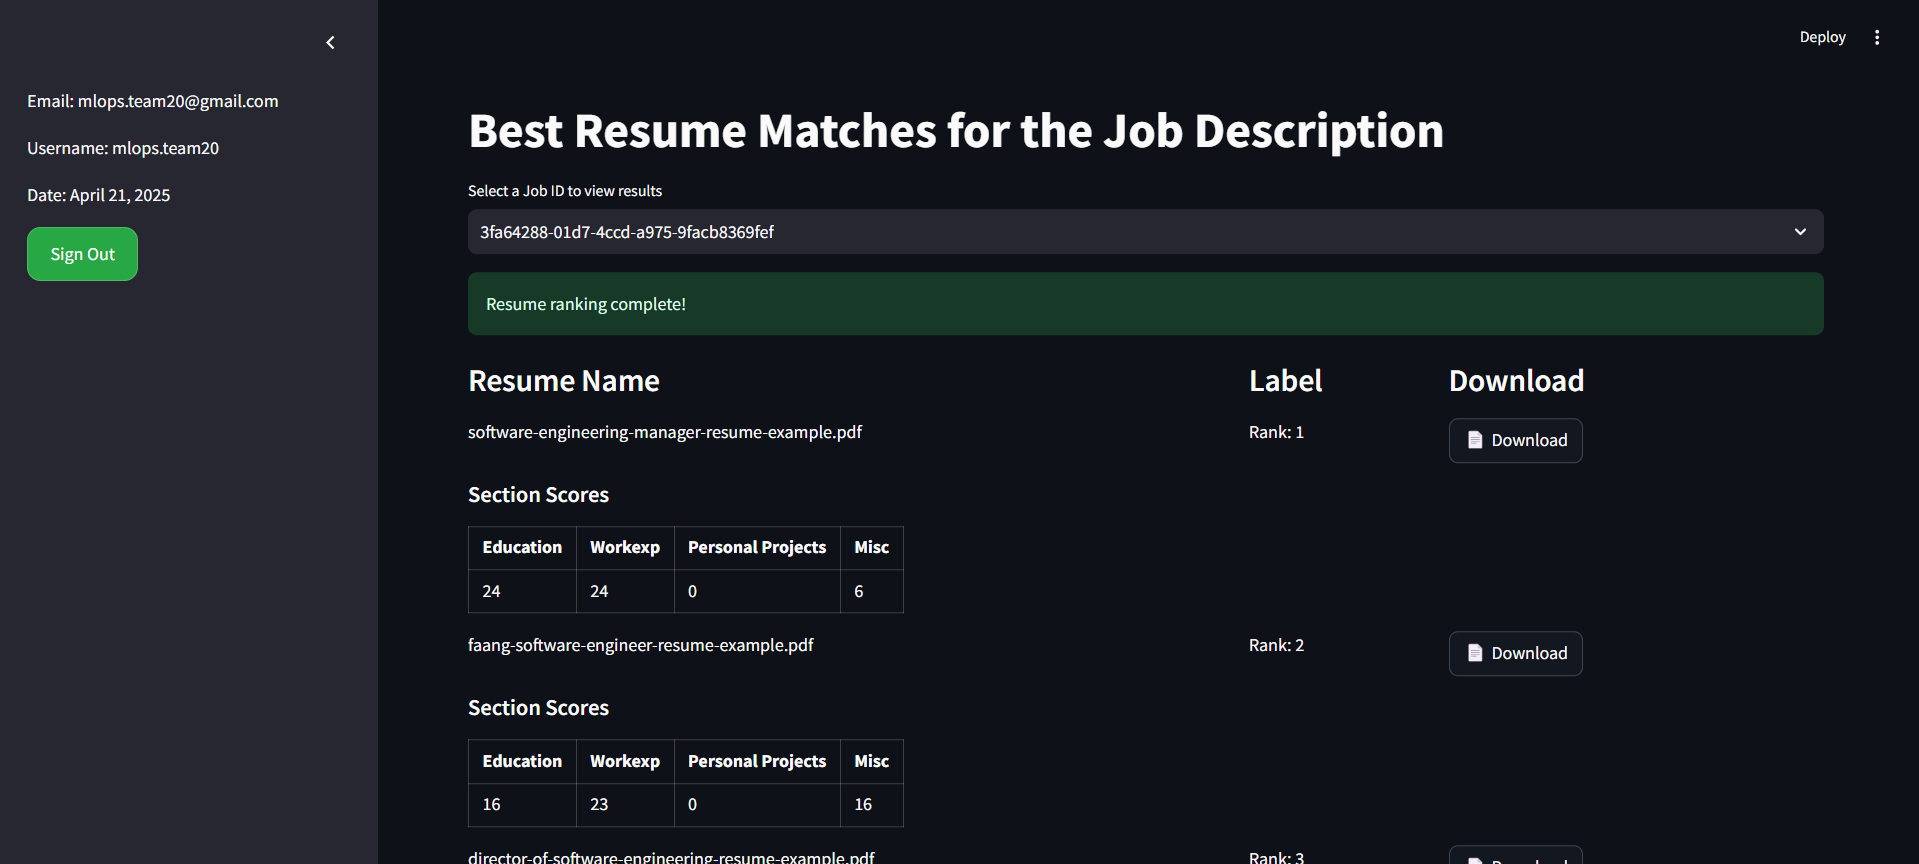 Deploy
Email: mlops.team20@gmail.com
Username: mlops.team20
Date: April 21, 2025
Sign Out
Best Resume Matches for the Job Description
Select a Job ID to view results
3fa64288-01d7-4ccd-a975-9facb8369fef
Resume ranking complete!
Resume Name Label Download
software-engineering-manager-resume-example.pdf Rank: 1 Download
Section Scores
Education Workexp Personal Projects Misc
24 24 0 6
faang-software-engineer-resume-example.pdf Rank: 2 Download
Section Scores
Education Workexp Personal Projects Misc
16 23 0 16
director-of-software-engineering-resume-example.pdf Rank: 3 Download